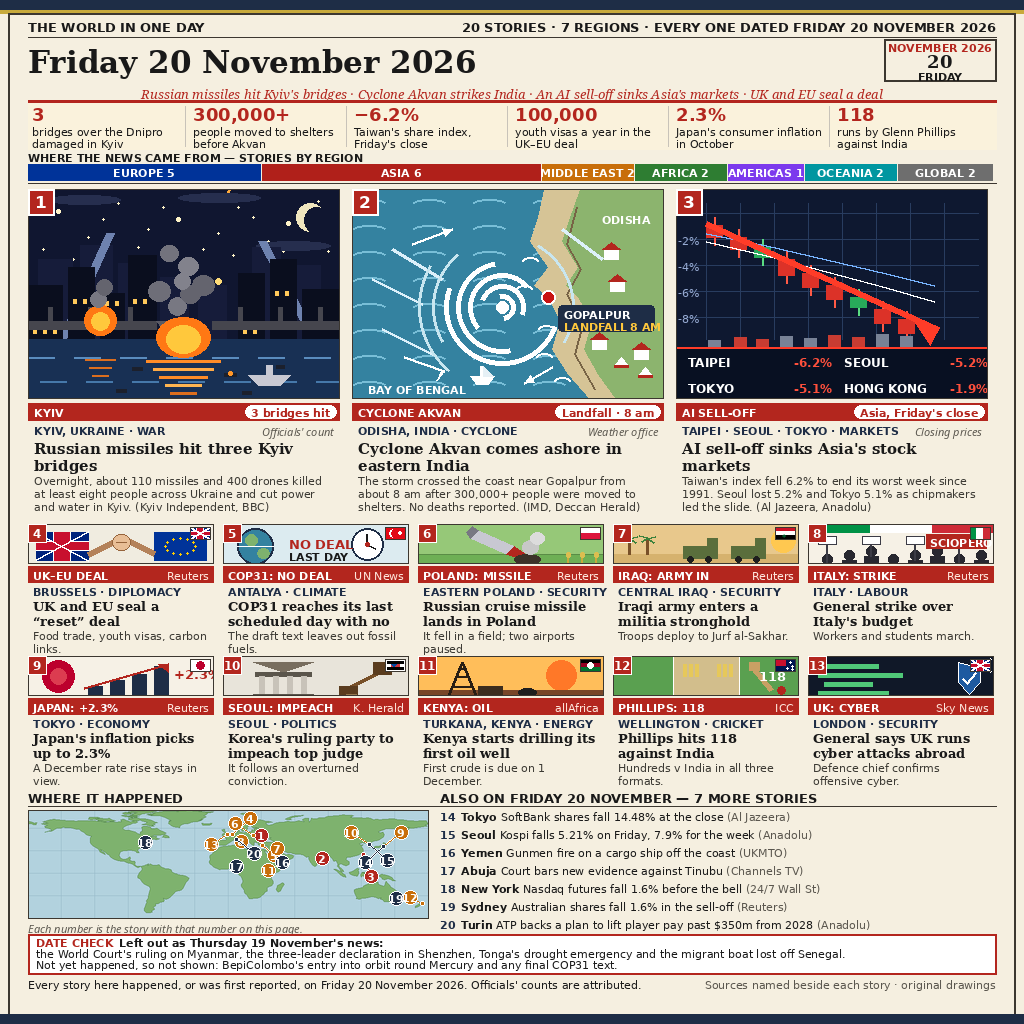 THE WORLD IN ONE DAY
20 STORIES · 7 REGIONS · EVERY ONE DATED FRIDAY 20 NOVEMBER 2026
Friday 20 November 2026
NOVEMBER 2026
20
FRIDAY
Russian missiles hit Kyiv's bridges · Cyclone Akvan strikes India · An AI sell-off sinks Asia's markets · UK and EU seal a deal
3
bridges over the Dnipro
damaged in Kyiv
300,000+
people moved to shelters
before Akvan
−6.2%
Taiwan's share index,
Friday's close
100,000
youth visas a year in the
UK–EU deal
2.3%
Japan's consumer inflation
in October
118
runs by Glenn Phillips
against India
WHERE THE NEWS CAME FROM — STORIES BY REGION
EUROPE 5
ASIA 6
MIDDLE EAST 2
AFRICA 2
AMERICAS 1
OCEANIA 2
GLOBAL 2
1
2
ODISHA
GOPALPUR
LANDFALL 8 AM
BAY OF BENGAL
3
-2%
-4%
-6%
-8%
TAIPEI -6.2% SEOUL -5.2%
TOKYO -5.1% HONG KONG -1.9%
KYIV
3 bridges hit
KYIV, UKRAINE · WAR
Officials' count
Russian missiles hit three Kyiv
bridges
Overnight, about 110 missiles and 400 drones killed
at least eight people across Ukraine and cut power
and water in Kyiv. (Kyiv Independent, BBC)
CYCLONE AKVAN
Landfall · 8 am
ODISHA, INDIA · CYCLONE
Weather office
Cyclone Akvan comes ashore in
eastern India
The storm crossed the coast near Gopalpur from
about 8 am after 300,000+ people were moved to
shelters. No deaths reported. (IMD, Deccan Herald)
AI SELL-OFF
Asia, Friday's close
TAIPEI · SEOUL · TOKYO · MARKETS
Closing prices
AI sell-off sinks Asia's stock
markets
Taiwan's index fell 6.2% to end its worst week since
1991. Seoul lost 5.2% and Tokyo 5.1% as chipmakers
led the slide. (Al Jazeera, Anadolu)
4
UK–EU DEAL
Reuters
BRUSSELS · DIPLOMACY
UK and EU seal a
“reset” deal
Food trade, youth visas, carbon
links.
5
NO DEAL
LAST DAY
COP31: NO DEAL
UN News
ANTALYA · CLIMATE
COP31 reaches its last
scheduled day with no
The draft text leaves out fossil
fuels.
6
POLAND: MISSILE
Reuters
EASTERN POLAND · SECURITY
Russian cruise missile
lands in Poland
It fell in a field; two airports
paused.
7
IRAQ: ARMY IN
Reuters
CENTRAL IRAQ · SECURITY
Iraqi army enters a
militia stronghold
Troops deploy to Jurf al-Sakhar.
8
SCIOPERO
ITALY: STRIKE
Reuters
ITALY · LABOUR
General strike over
Italy's budget
Workers and students march.
9
+2.3%
JAPAN: +2.3%
Reuters
TOKYO · ECONOMY
Japan's inflation picks
up to 2.3%
A December rate rise stays in
view.
10
SEOUL: IMPEACH
K. Herald
SEOUL · POLITICS
Korea's ruling party to
impeach top judge
It follows an overturned
conviction.
11
KENYA: OIL
allAfrica
TURKANA, KENYA · ENERGY
Kenya starts drilling its
first oil well
First crude is due on 1
December.
12
118
PHILLIPS: 118
ICC
WELLINGTON · CRICKET
Phillips hits 118
against India
Hundreds v India in all three
formats.
13
UK: CYBER
Sky News
LONDON · SECURITY
General says UK runs
cyber attacks abroad
Defence chief confirms
offensive cyber.
WHERE IT HAPPENED
18
6
4
13
8
1
20
7
17
16
11
2
10
9
14
15
3
19
12
Each number is the story with that number on this page.
ALSO ON FRIDAY 20 NOVEMBER — 7 MORE STORIES
14 Tokyo SoftBank shares fall 14.48% at the close (Al Jazeera)
15 Seoul Kospi falls 5.21% on Friday, 7.9% for the week (Anadolu)
16 Yemen Gunmen fire on a cargo ship off the coast (UKMTO)
17 Abuja Court bars new evidence against Tinubu (Channels TV)
18 New York Nasdaq futures fall 1.6% before the bell (24/7 Wall St)
19 Sydney Australian shares fall 1.6% in the sell-off (Reuters)
20 Turin ATP backs a plan to lift player pay past $350m from 2028 (Anadolu)
DATE CHECK Left out as Thursday 19 November's news:
the World Court's ruling on Myanmar, the three-leader declaration in Shenzhen, Tonga's drought emergency and the migrant boat lost off Senegal.
Not yet happened, so not shown: BepiColombo's entry into orbit round Mercury and any final COP31 text.
Every story here happened, or was first reported, on Friday 20 November 2026. Officials' counts are attributed.
Sources named beside each story · original drawings